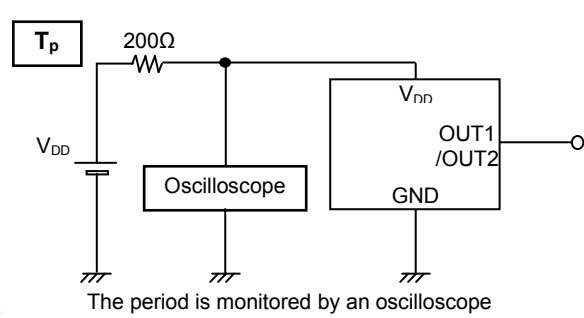 Tp
200Ω
VDD
VDD
OUT1
/OUT2
Oscilloscope
GND
The period is monitored by an oscilloscope